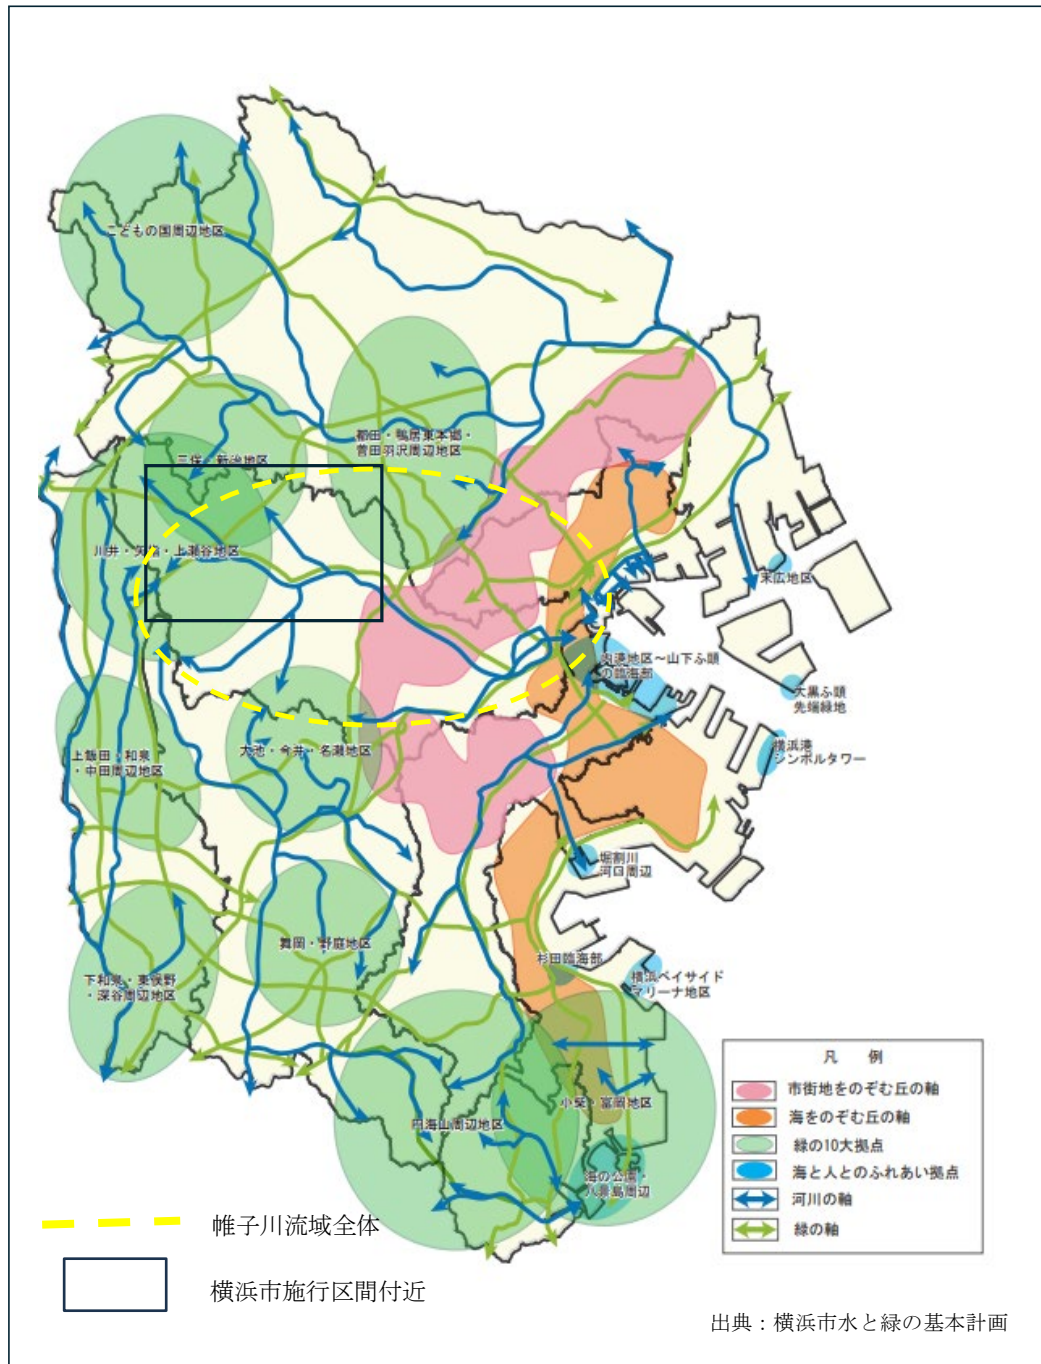 こどもの国周辺地区
三保・新治地区
都田・鴨居東本郷・
菅田羽沢周辺地区
川井・矢指・上瀬谷地区
末広地区
内港地区～山下ふ頭
の臨海部
大黒ふ頭
先端緑地
上飯田・和泉
・中田周辺地区
大池・今井・名瀬地区
横浜港
シンボルタワー
堀割川
河口周辺
舞岡・野庭地区
杉田臨海部
横浜ベイサイド
マリーナ地区
下和泉・東俣野
・深谷周辺地区
小柴・富岡地区
円海山周辺地区
海の公園・
八景島周辺
凡 例
市街地をのぞむ丘の軸
海をのぞむ丘の軸
緑の10大拠点
海と人とのふれあい拠点
河川の軸
緑の軸
帷子川流域全体
横浜市施行区間付近
出典：横浜市水と緑の基本計画